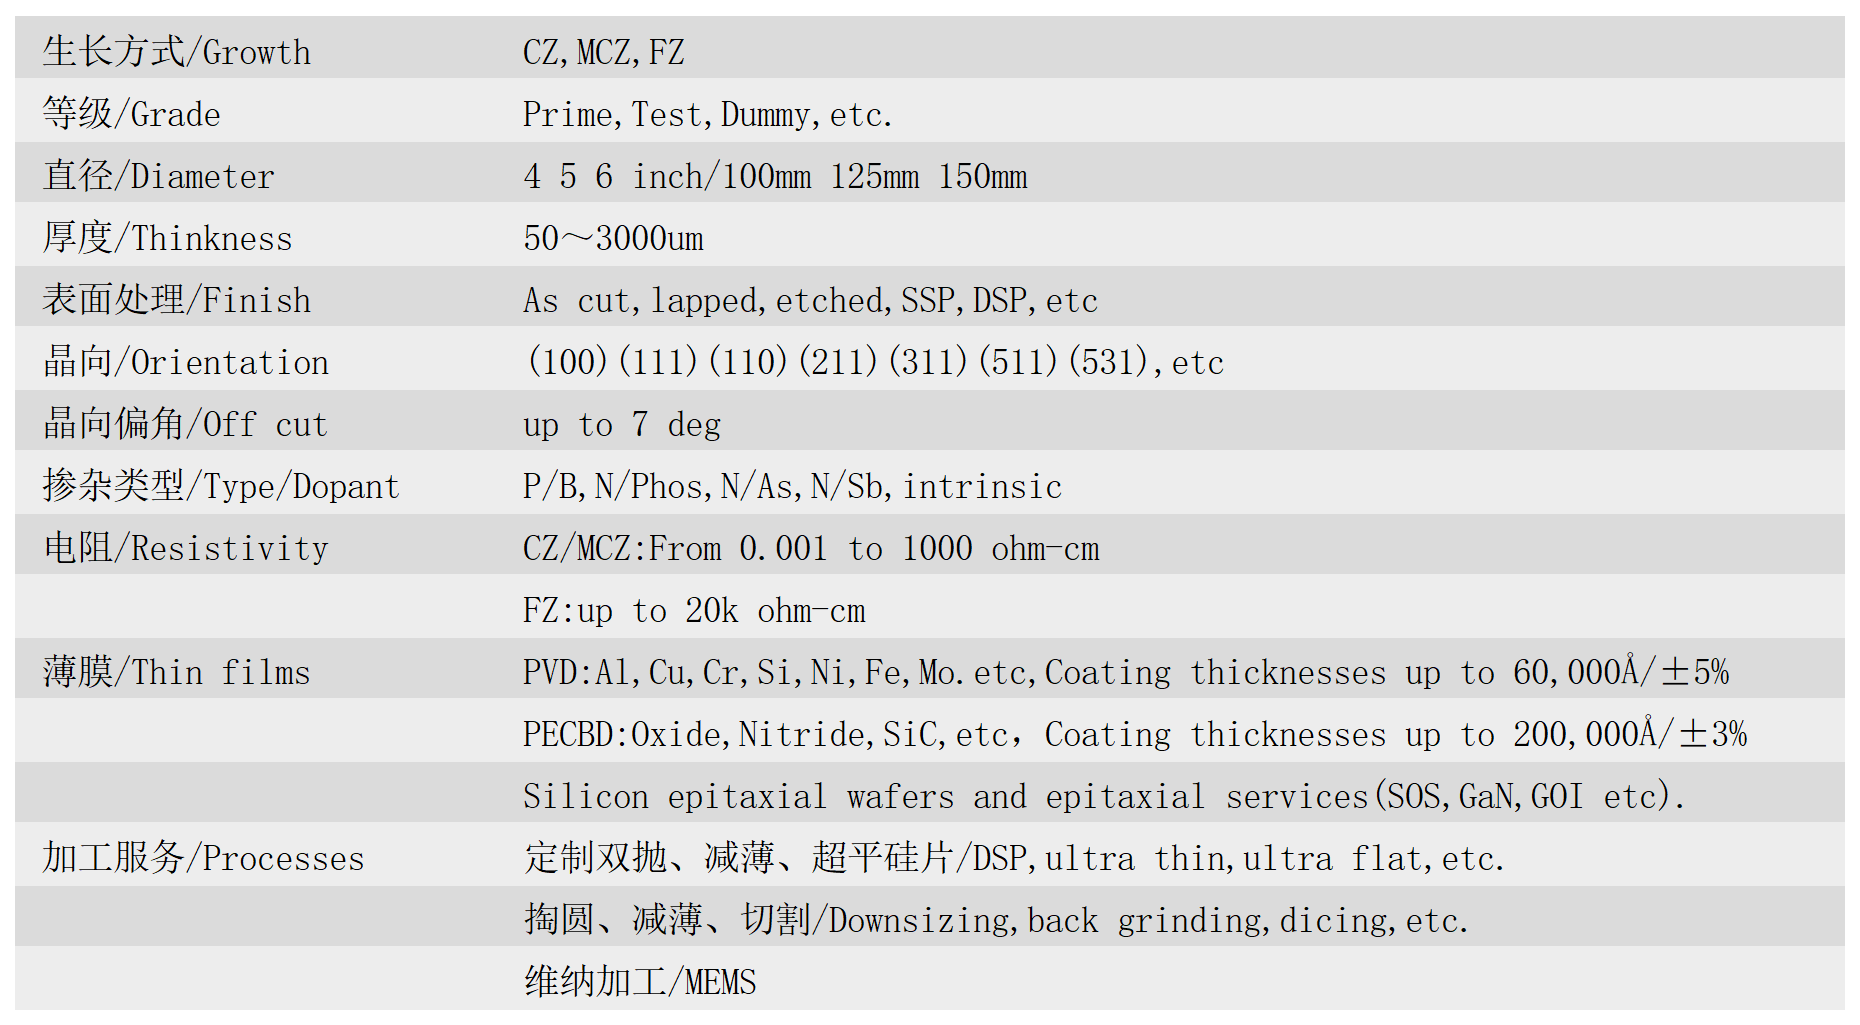 生长方式/Growth CZ,MCZ,FZ
等级/Grade Prime,Test,Dummy,etc.
直径/Diameter 4 5 6 inch/100mm 125mm 150mm
厚度/Thinkness 50～3000um
表面处理/Finish As cut,lapped,etched,SSP,DSP,etc
晶向/Orientation (100)(111)(110)(211)(311)(511)(531),etc
晶向偏角/Off cut up to 7 deg
掺杂类型/Type/Dopant P/B,N/Phos,N/As,N/Sb,intrinsic
电阻/Resistivity CZ/MCZ:From 0.001 to 1000 ohm-cm
FZ:up to 20k ohm-cm
薄膜/Thin films PVD:Al,Cu,Cr,Si,Ni,Fe,Mo.etc,Coating thicknesses up to 60,000Å/±5%
PECBD:Oxide,Nitride,SiC,etc，Coating thicknesses up to 200,000Å/±3%
Silicon epitaxial wafers and epitaxial services(SOS,GaN,GOI etc).
加工服务/Processes 定制双抛、减薄、超平硅片/DSP,ultra thin,ultra flat,etc.
掏圆、减薄、切割/Downsizing,back grinding,dicing,etc.
维纳加工/MEMS